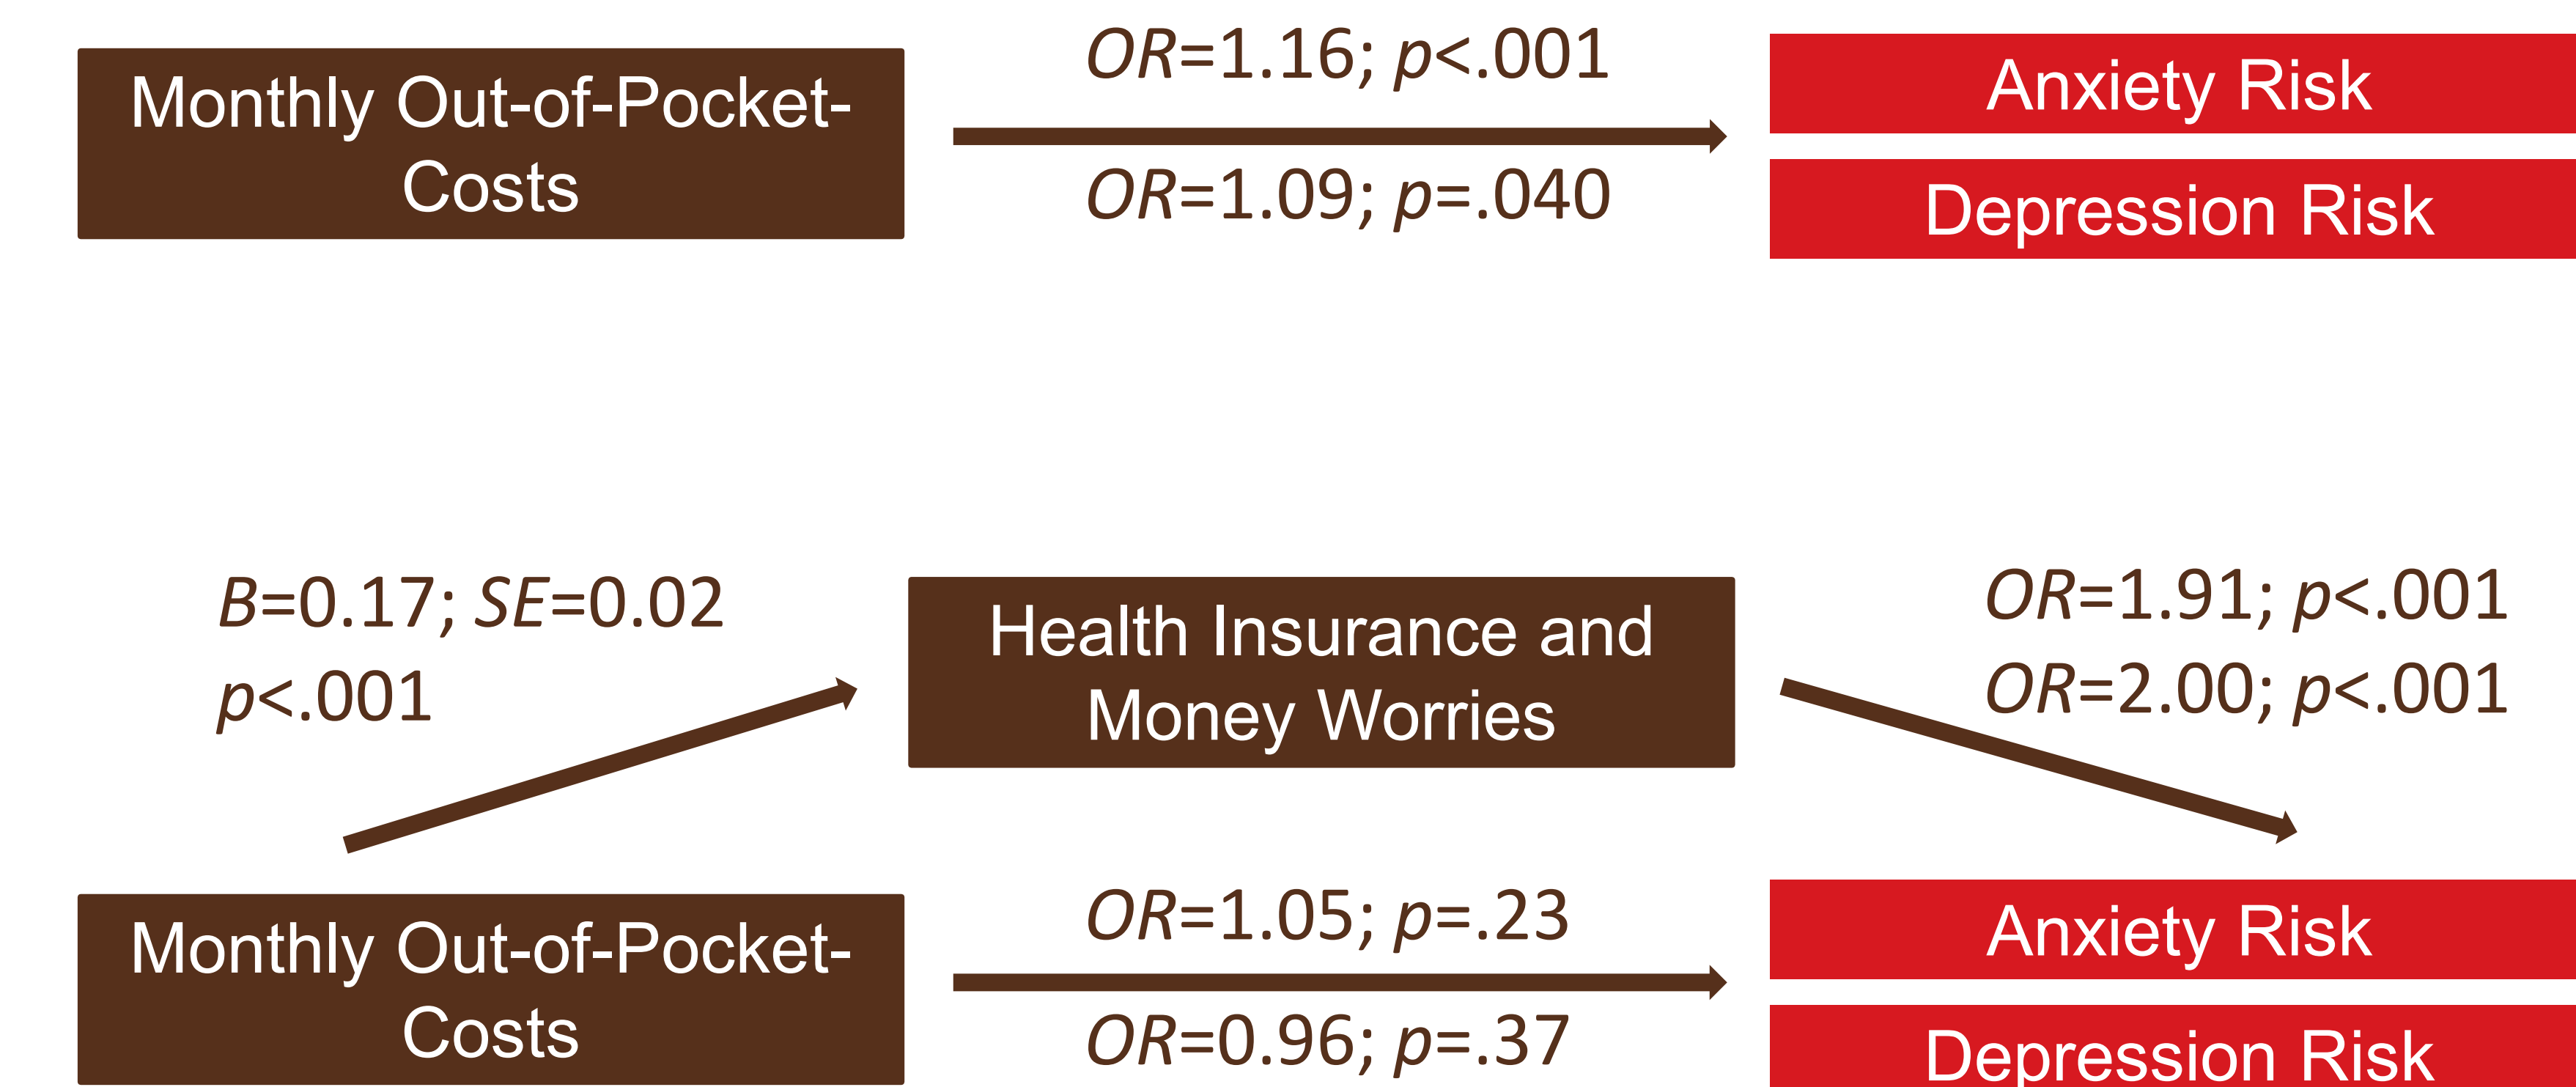 Monthly Out-of-Pocket-
Costs
OR=1.16; p<.001
OR=1.09; p=.040
Anxiety Risk
Depression Risk
B=0.17; SE=0.02
p<.001
Health Insurance and
Money Worries
OR=1.91; p<.001
OR=2.00; p<.001
Monthly Out-of-Pocket-
Costs
OR=1.05; p=.23
OR=0.96; p=.37
Anxiety Risk
Depression Risk